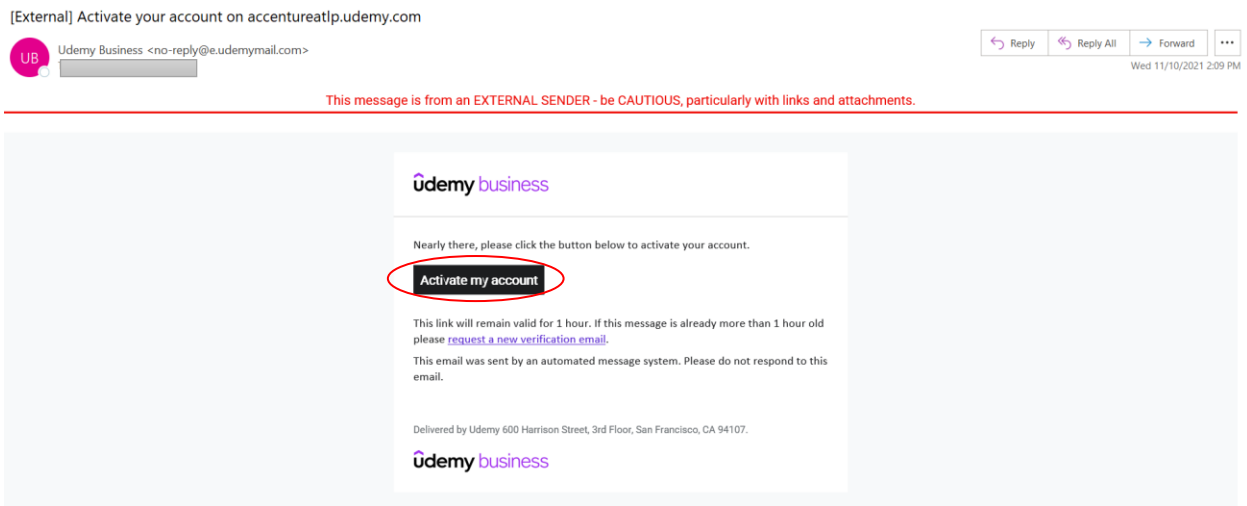 [External] Activate your account on accentureatlp.udemy.com
UB
Udemy Business <no-reply@e.udemymail.com>
Reply
Reply All
Forward
Wed 11/10/2021 2:09 PM
This message is from an EXTERNAL SENDER - be CAUTIOUS, particularly with links and attachments.
ûdemy business
Nearly there, please click the button below to activate your account.
Activate my account
This link will remain valid for 1 hour. If this message is already more than 1 hour old
please request a new verification email.
This email was sent by an automated message system. Please do not respond to this
email.
Delivered by Udemy 600 Harrison Street, 3rd Floor, San Francisco, CA 94107.
ûdemy business